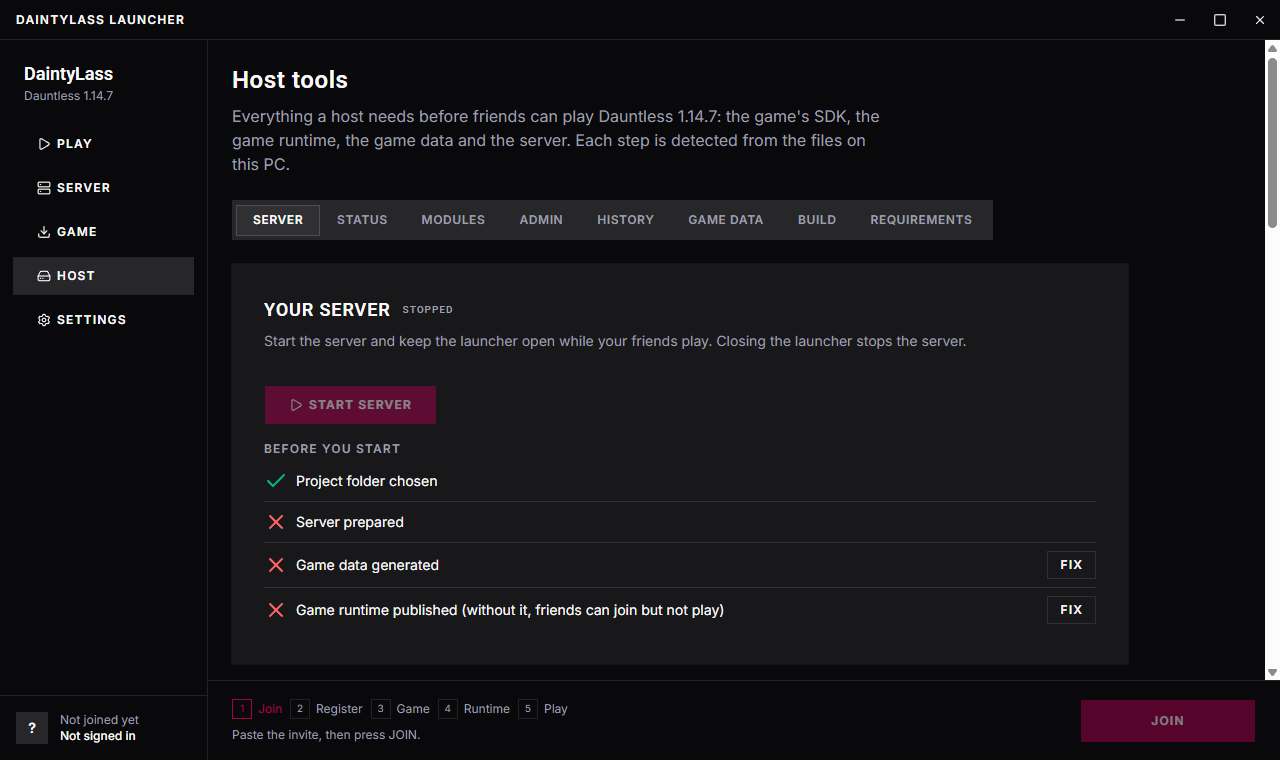 DAINTYLASS LAUNCHER
DaintyLass
Dauntless 1.14.7
PLAY
SERVER
GAME
HOST
SETTINGS
Host tools
Everything a host needs before friends can play Dauntless 1.14.7: the game's SDK, the
game runtime, the game data and the server. Each step is detected from the files on
this PC.
SERVER STATUS MODULES ADMIN HISTORY GAME DATA BUILD REQUIREMENTS
YOUR SERVER STOPPED
Start the server and keep the launcher open while your friends play. Closing the launcher stops the server.
START SERVER
BEFORE YOU START
Project folder chosen
Server prepared
Game data generated FIX
Game runtime published (without it, friends can join but not play) FIX
? Not joined yet
Not signed in
1 Join 2 Register 3 Game 4 Runtime 5 Play
Paste the invite, then press JOIN.
JOIN